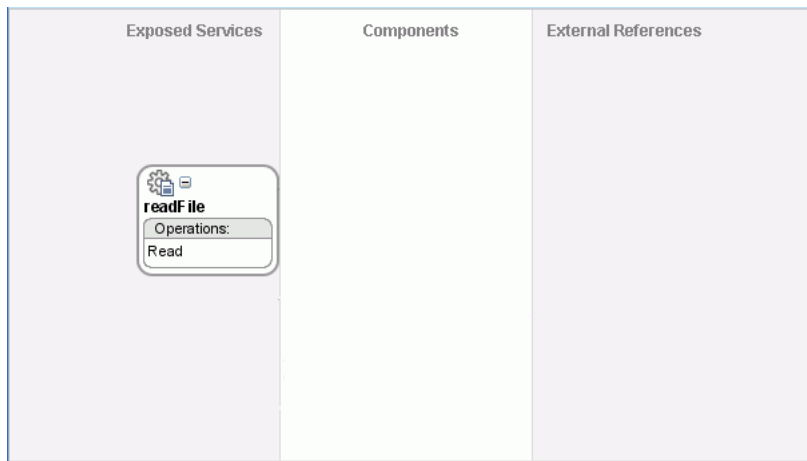 Exposed Services
Components
External References
readFile
Operations:
Read